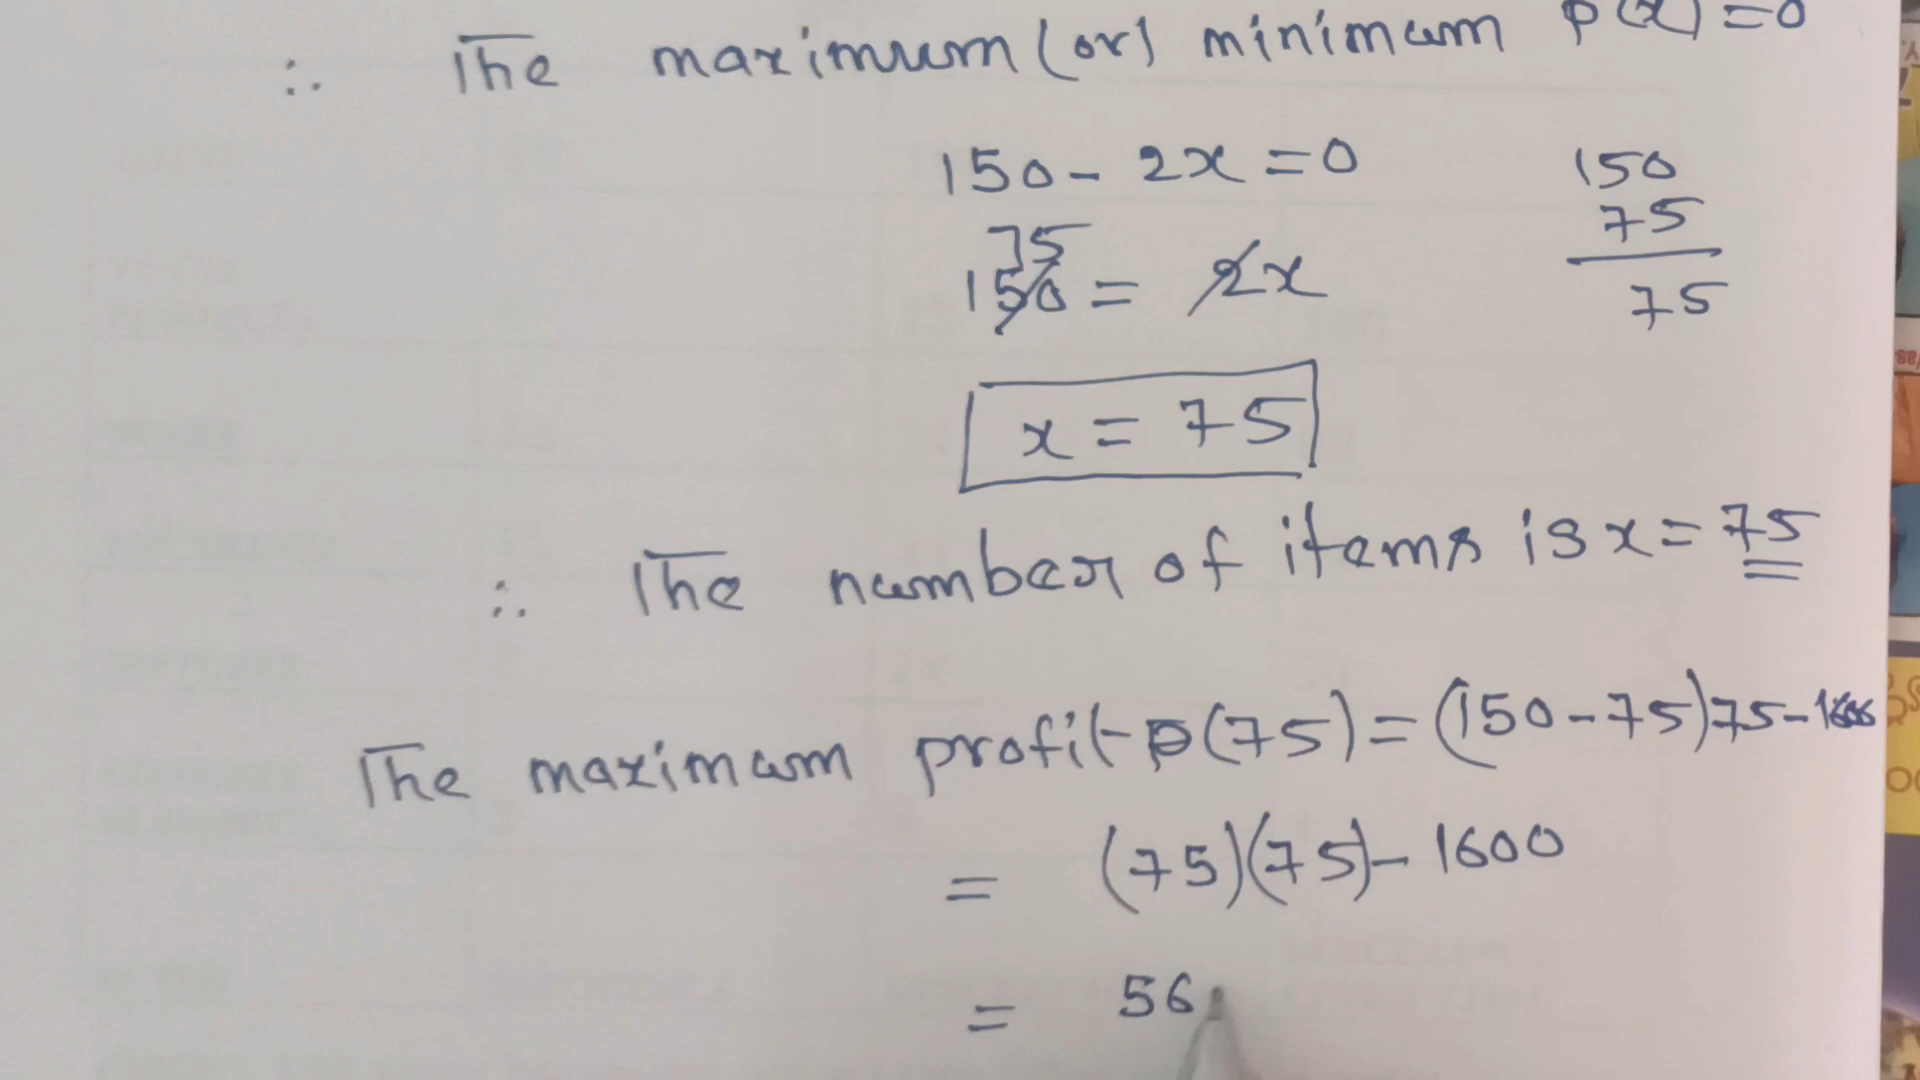 ∴ The maximum (or) minimum p(x) = 0
150 - 2x = 0
150
75
75
75
150 = 2x
x = 75
∴ The number of items is x = 75
The maximum profit P(75) = (150-75)75-1600
= (75)(75) - 1600
= 56